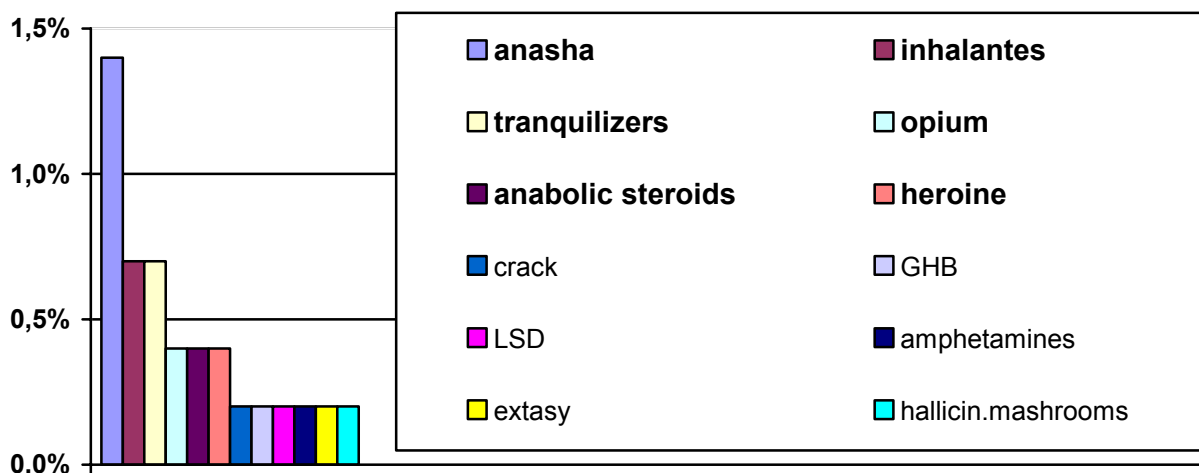 1,5%
1,0%
0,5%
0,0%
anasha inhalantes
tranquilizers opium
anabolic steroids heroine
crack GHB
LSD amphetamines
extasy hallicin.mashrooms